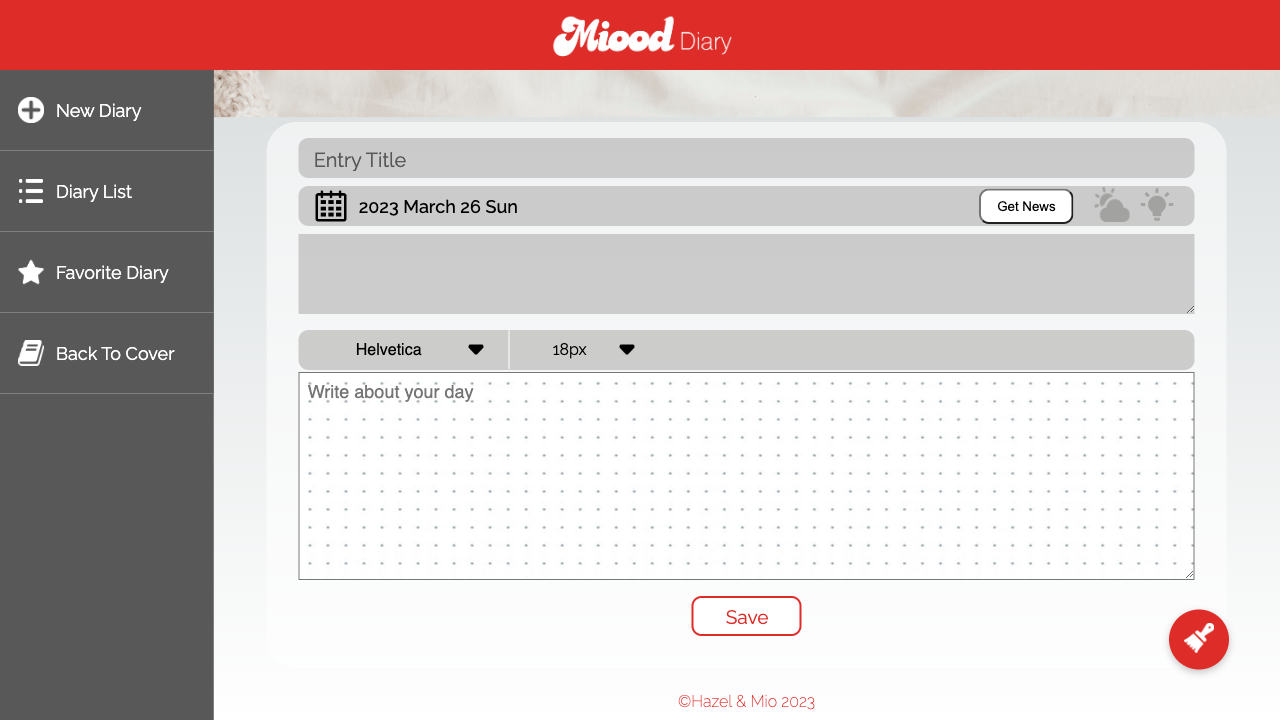 Miood Diary
New Diary
Diary List
Favorite Diary
Back To Cover
Entry Title
2023 March 26 Sun
Get News
Helvetica
18px
Write about your day
Save
©Hazel & Mio 2023